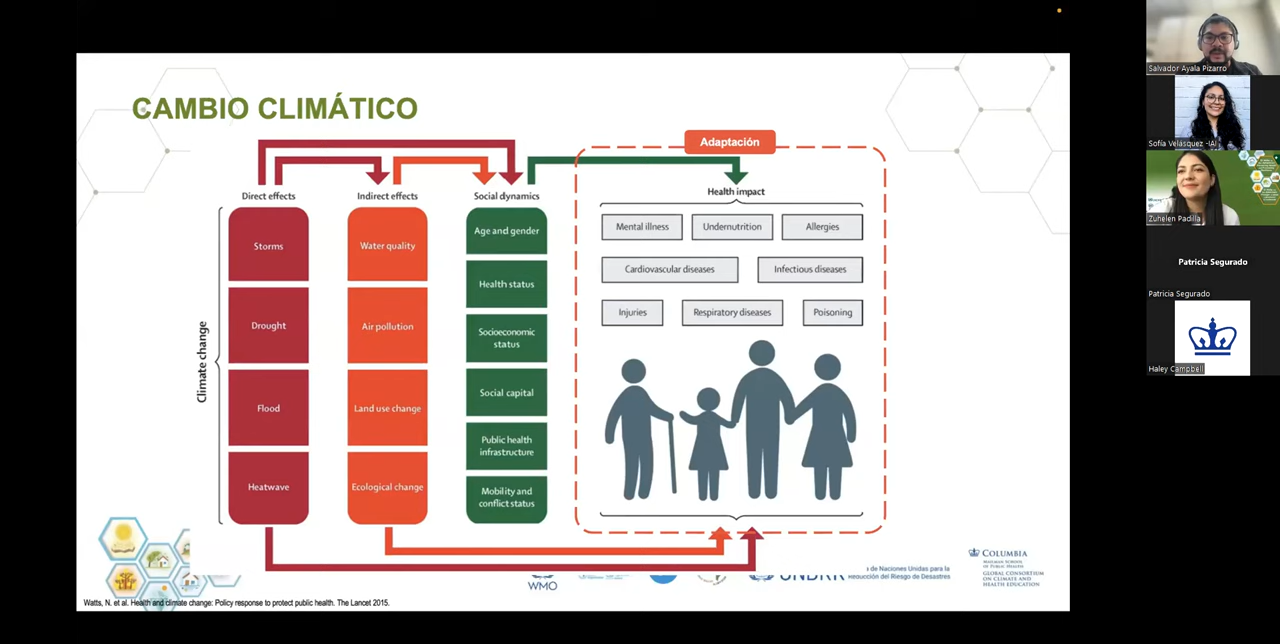 CAMBIO CLIMÁTICO
Adaptación
Direct effects
Indirect effects
Social dynamics
Health impact
Climate change
Storms
Drought
Flood
Heatwave
Water quality
Air pollution
Land use change
Ecological change
Age and gender
Health status
Socioeconomic
status
Social capital
Public health
infrastructure
Mobility and
conflict status
Mental illness
Undernutrition
Allergies
Cardiovascular diseases
Infectious diseases
Injuries
Respiratory diseases
Poisoning
WMO
UNDRR
de Naciones Unidas para la
Reducción del Riesgo de Desastres
COLUMBIA
MAILMAN SCHOOL
OF PUBLIC HEALTH
GLOBAL CONSORTIUM
ON CLIMATE AND
HEALTH EDUCATION
Watts, N. et al. Health and climate change: Policy response to protect public health. The Lancet 2015.
Salvador Ayala Pizarro
Sofía Velásquez -IAI
Zuhelen Padilla
Patricia Segurado
Patricia Segurado
Haley Campbell